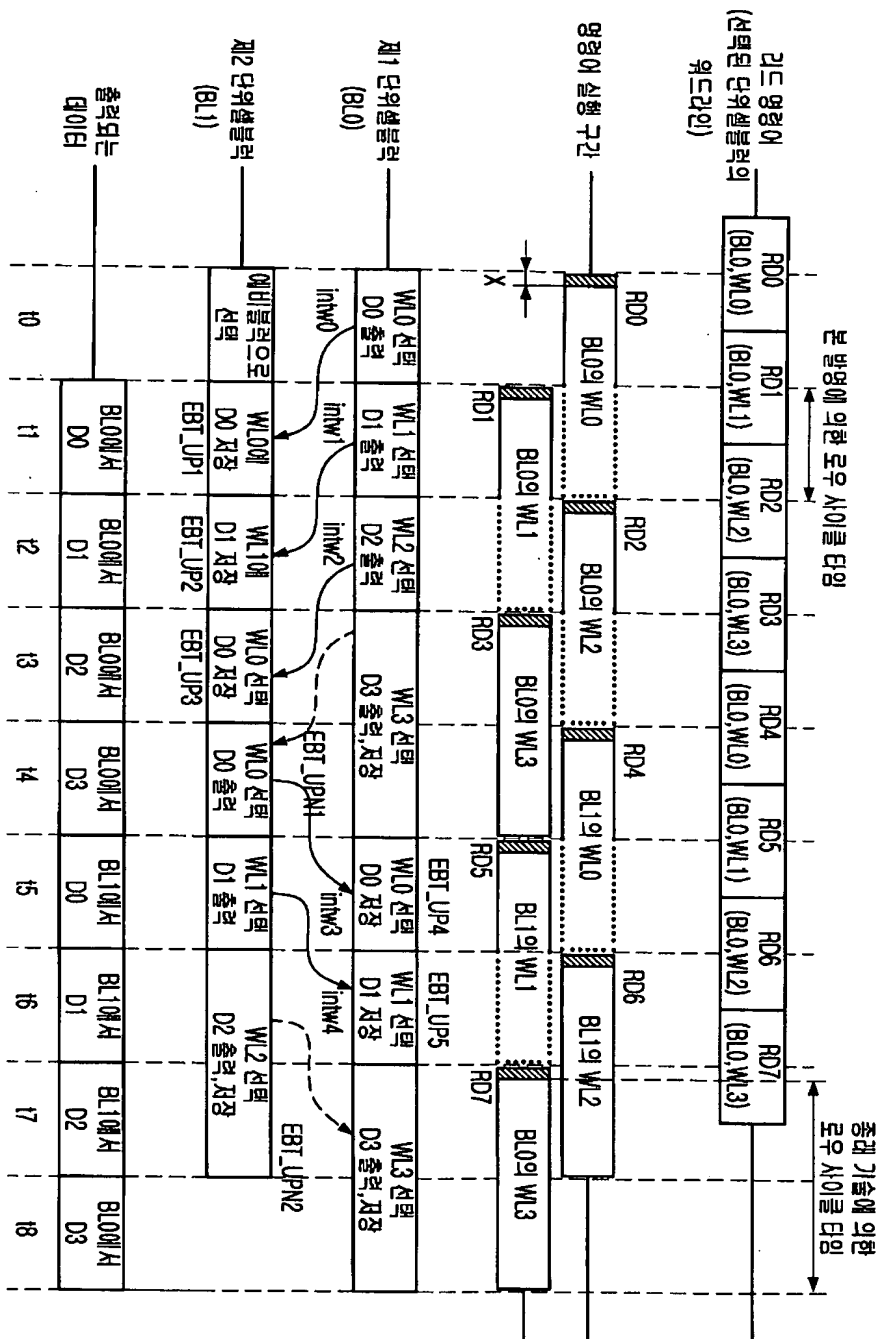 본 발명에 의한
로우 사이클 타임
종래 기술에 의한
로우 사이클 타임
리드 명령어
(선택된 단위셀블럭의
워드라인)
RD0
(BL0,WL0)
RD1
(BL0,WL1)
RD2
(BL0,WL2)
RD3
(BL0,WL3)
RD4
(BL0,WL0)
RD5
(BL0,WL1)
RD6
(BL0,WL2)
RD7
(BL0,WL3)
명령어 실행 구간
RD0
RD2
RD4
RD6
BL0의 WL0
BL0의 WL2
BL1의 WL0
BL1의 WL2
X
RD1
RD3
RD5
RD7
BL0의 WL1
BL0의 WL3
BL1의 WL1
BL0의 WL3
EBT_UP4
EBT_UP5
제1 단위셀블럭
(BL0)
WL0 선택
D0 출력
WL1 선택
D1 출력
WL2 선택
D2 출력
WL3 선택
D3 출력,저장
WL0 선택
D0 저장
WL1 선택
D1 저장
WL3 선택
D3 출력,저장
intw0
intw1
intw2
EBT_UPN1
intw3
intw4
EBT_UPN2
제2 단위셀블럭
(BL1)
예비블럭으로
선택
WL0에
D0 저장
WL1에
D1 저장
WL0 선택
D0 저장
WL0 선택
D0 출력
WL1 선택
D1 출력
WL2 선택
D2 출력,저장
EBT_UP1
EBT_UP2
EBT_UP3
출력되는
데이터
BL0에서
D0
BL0에서
D1
BL0에서
D2
BL0에서
D3
BL1에서
D0
BL1에서
D1
BL1에서
D2
BL0에서
D3
t0
t1
t2
t3
t4
t5
t6
t7
t8